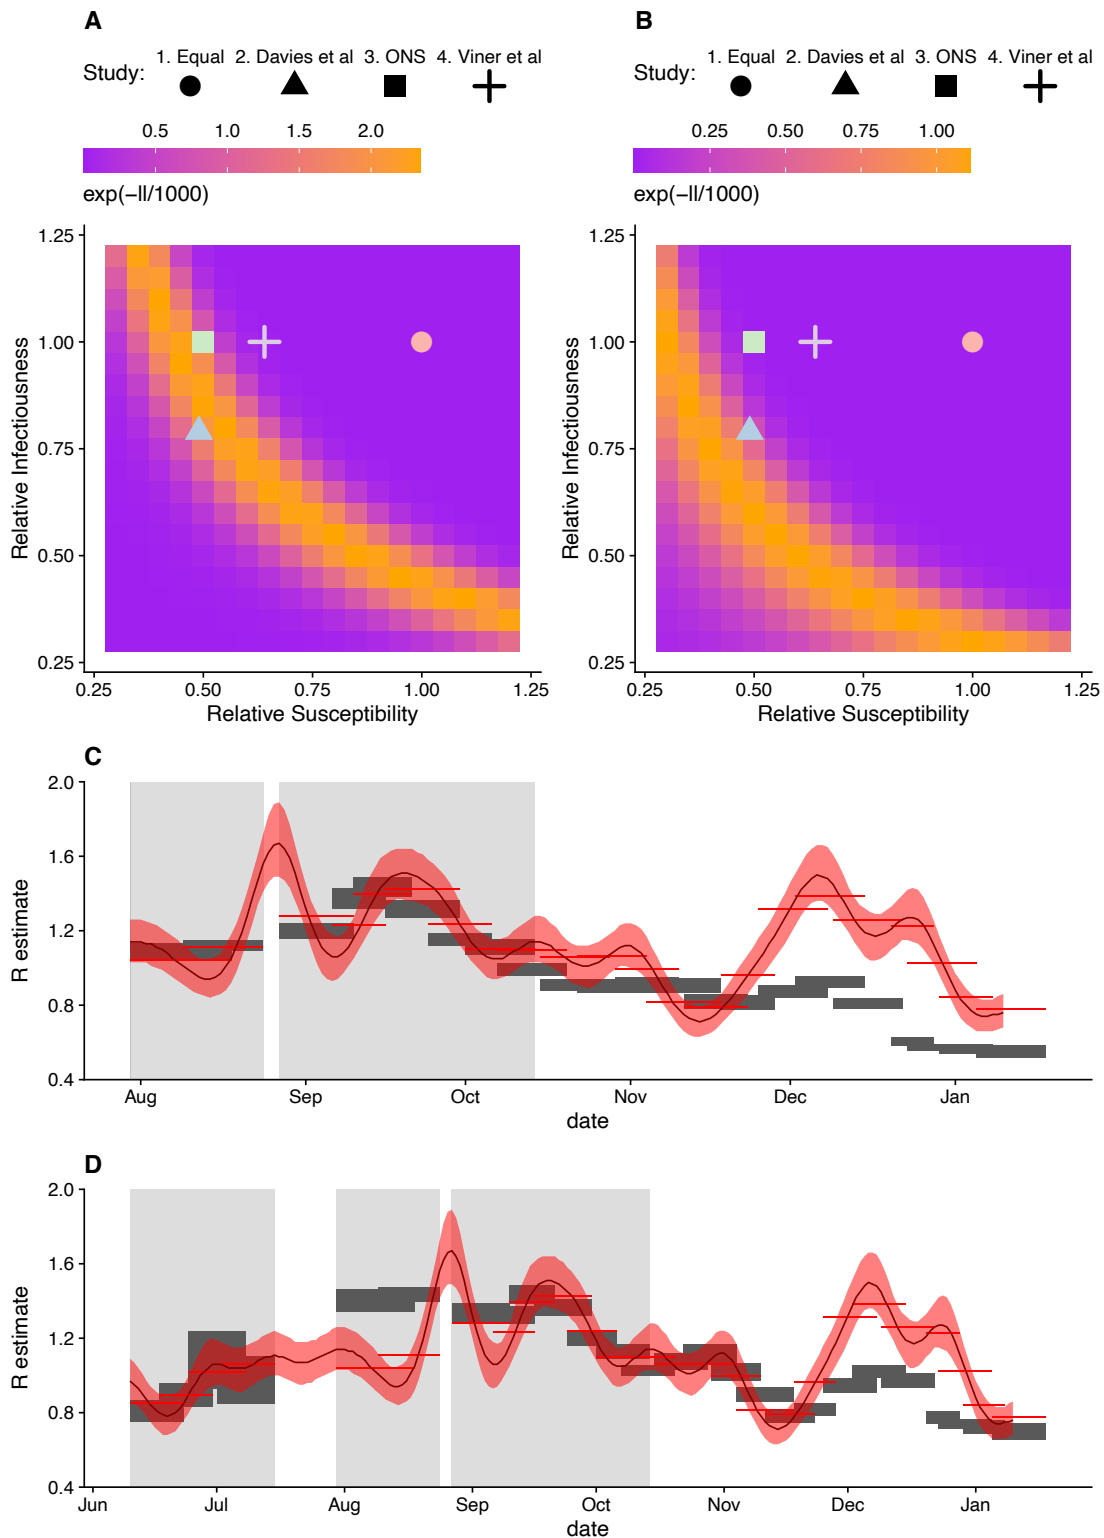 A
1. Equal 2. Davies et al 3. ONS 4. Viner et al
Study:
0.5 1.0 1.5 2.0
exp(−ll/1000)
1.25
1.00
0.75
0.50
0.25
Relative Infectiousness
0.25 0.50 0.75 1.00 1.25
Relative Susceptibility
B
1. Equal 2. Davies et al 3. ONS 4. Viner et al
Study:
0.25 0.50 0.75 1.00
exp(−ll/1000)
1.25
1.00
0.75
0.50
0.25
Relative Infectiousness
0.25 0.50 0.75 1.00 1.25
Relative Susceptibility
C
2.0
1.6
1.2
0.8
0.4
R estimate
Aug Sep Oct Nov Dec Jan
date
D
2.0
1.6
1.2
0.8
0.4
R estimate
Jun Jul Aug Sep Oct Nov Dec Jan
date